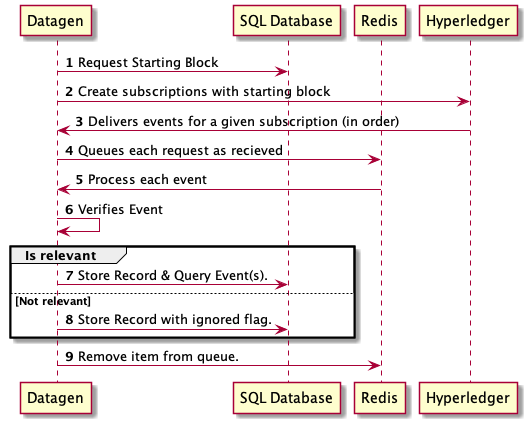 Datagen SQL Database Redis Hyperledger
1 Request Starting Block
2 Create subscriptions with starting block
3 Delivers events for a given subscription (in order)
4 Queues each request as recieved
5 Process each event
6 Verifies Event
Is relevant
7 Store Record & Query Event(s).
[Not relevant]
8 Store Record with ignored flag.
9 Remove item from queue.
Datagen SQL Database Redis Hyperledger